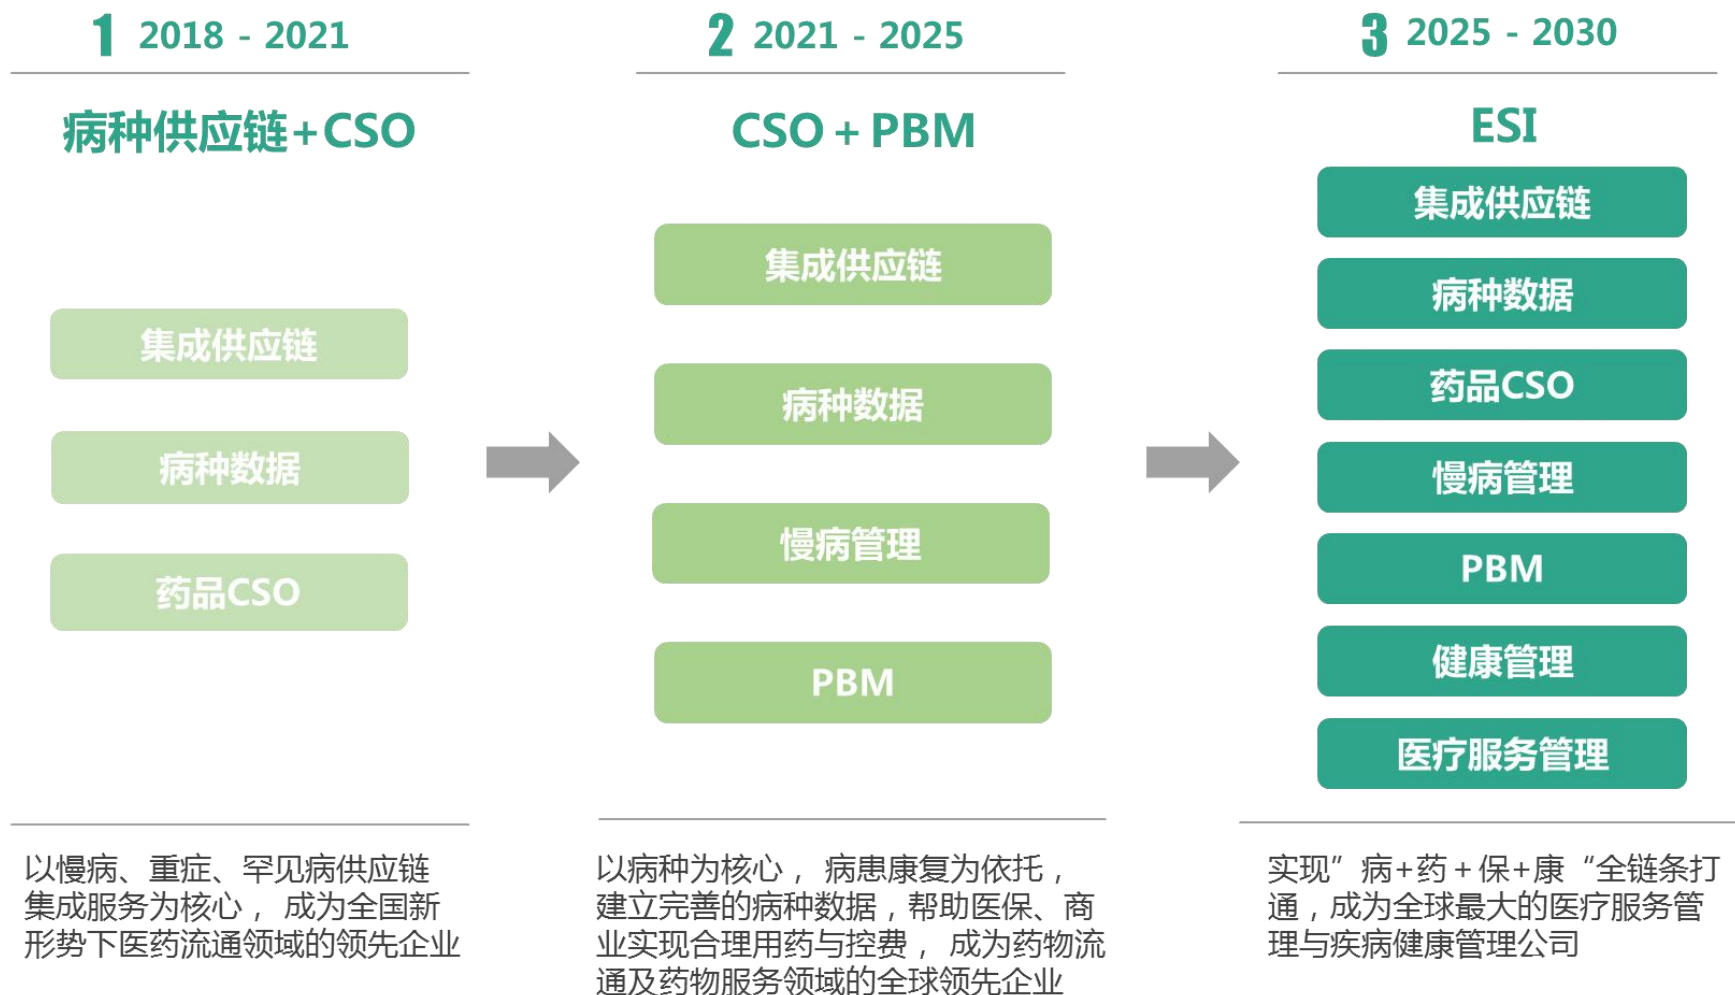 1 2018 - 2021
病种供应链+CSO
集成供应链
病种数据
药品CSO
以慢病、重症、罕见病供应链
集成服务为核心，成为全国新
形势下医药流通领域的领先企业
2 2021 - 2025
CSO+PBM
集成供应链
病种数据
慢病管理
PBM
以病种为核心，病患康复为依托，
建立完善的病种数据，帮助医保、商
业实现合理用药与控费，成为药物流
通及药物服务领域的全球领先企业
3 2025 - 2030
ESI
集成供应链
病种数据
药品CSO
慢病管理
PBM
健康管理
医疗服务管理
实现”病+药+保+康“全链条打
通，成为全球最大的医疗服务管
理与疾病健康管理公司